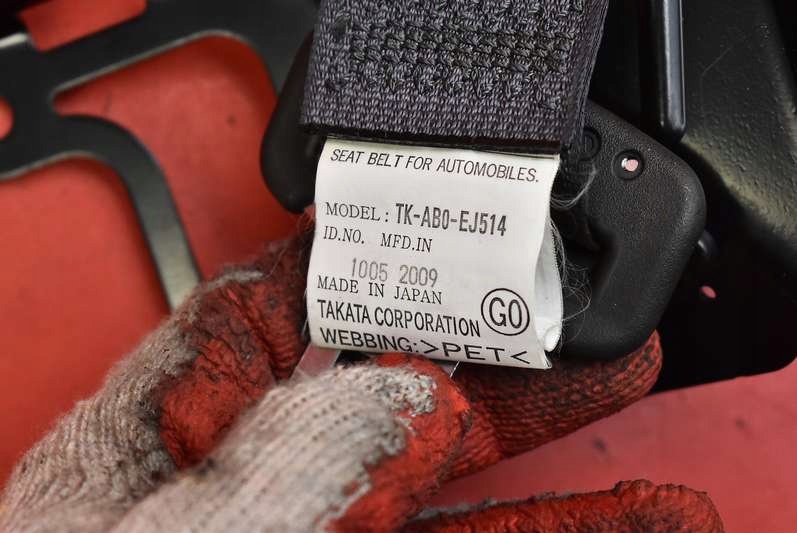 SEAT BELT FOR AUTOMOBILES.
MODEL : TK-AB0-EJ514
ID.NO. MFD.IN
1005 2009
MADE IN JAPAN
TAKATA CORPORATION GO
WEBBING:>PET<